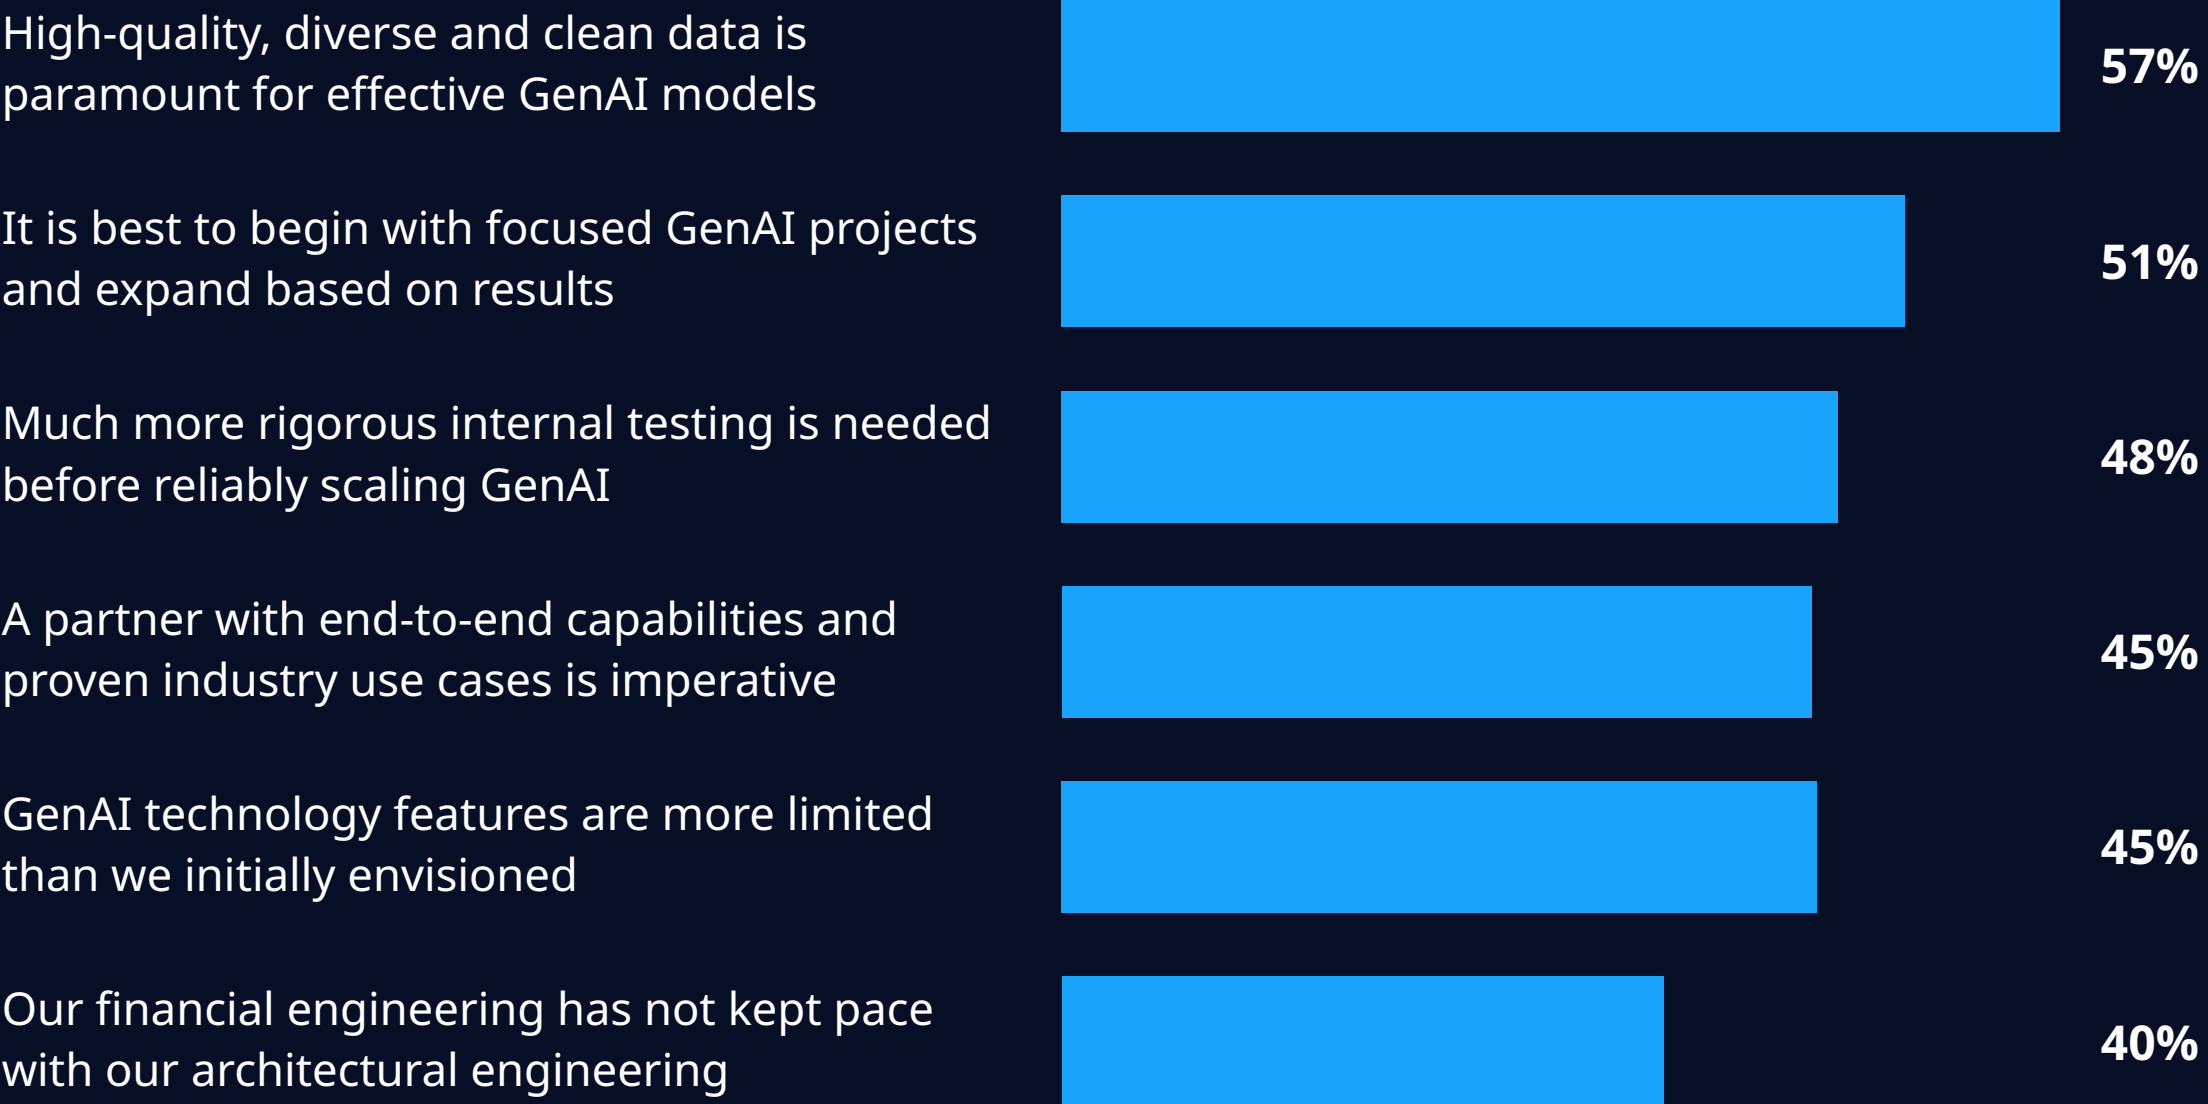 High-quality, diverse and clean data is
paramount for effective GenAI models
57%
It is best to begin with focused GenAI projects
and expand based on results
51%
Much more rigorous internal testing is needed
before reliably scaling GenAI
48%
A partner with end-to-end capabilities and
proven industry use cases is imperative
45%
GenAI technology features are more limited
than we initially envisioned
45%
Our financial engineering has not kept pace
with our architectural engineering
40%